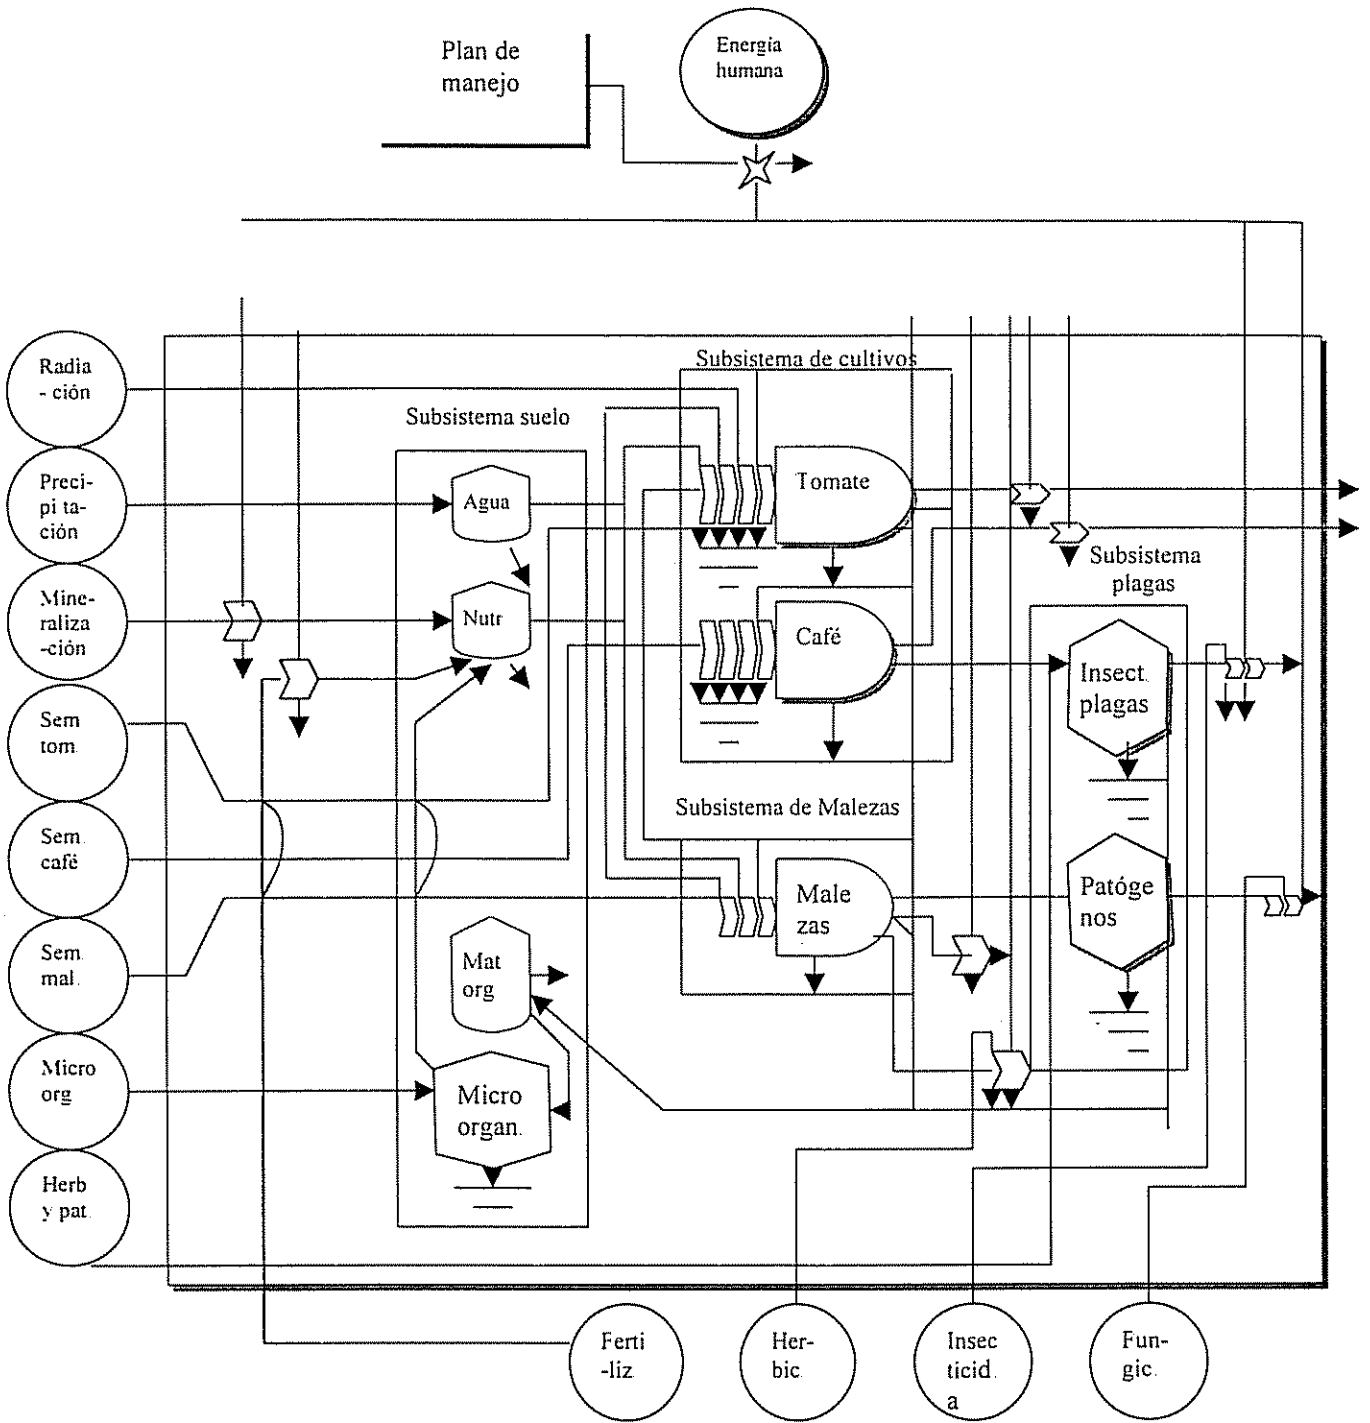 Plan de
manejo
Energia
humana
Radia
- ción
Subsistema de cultivos
Subsistema suelo
Preci-
pi ta-
ción
Agua
Tomate
Subsistema
plagas
Mine-
raliza
-ción
Nutr
Café
Insect.
plagas
Sem
tom.
Subsistema de Malezas
Sem.
café
Male
zas
Patóge
nos
Sem.
mal.
Mat
org
Micro
org
Micro
organ.
Herb
y pat.
Ferti
-liz.
Her-
bic.
Insec
ticid.
a
Fun-
gic.